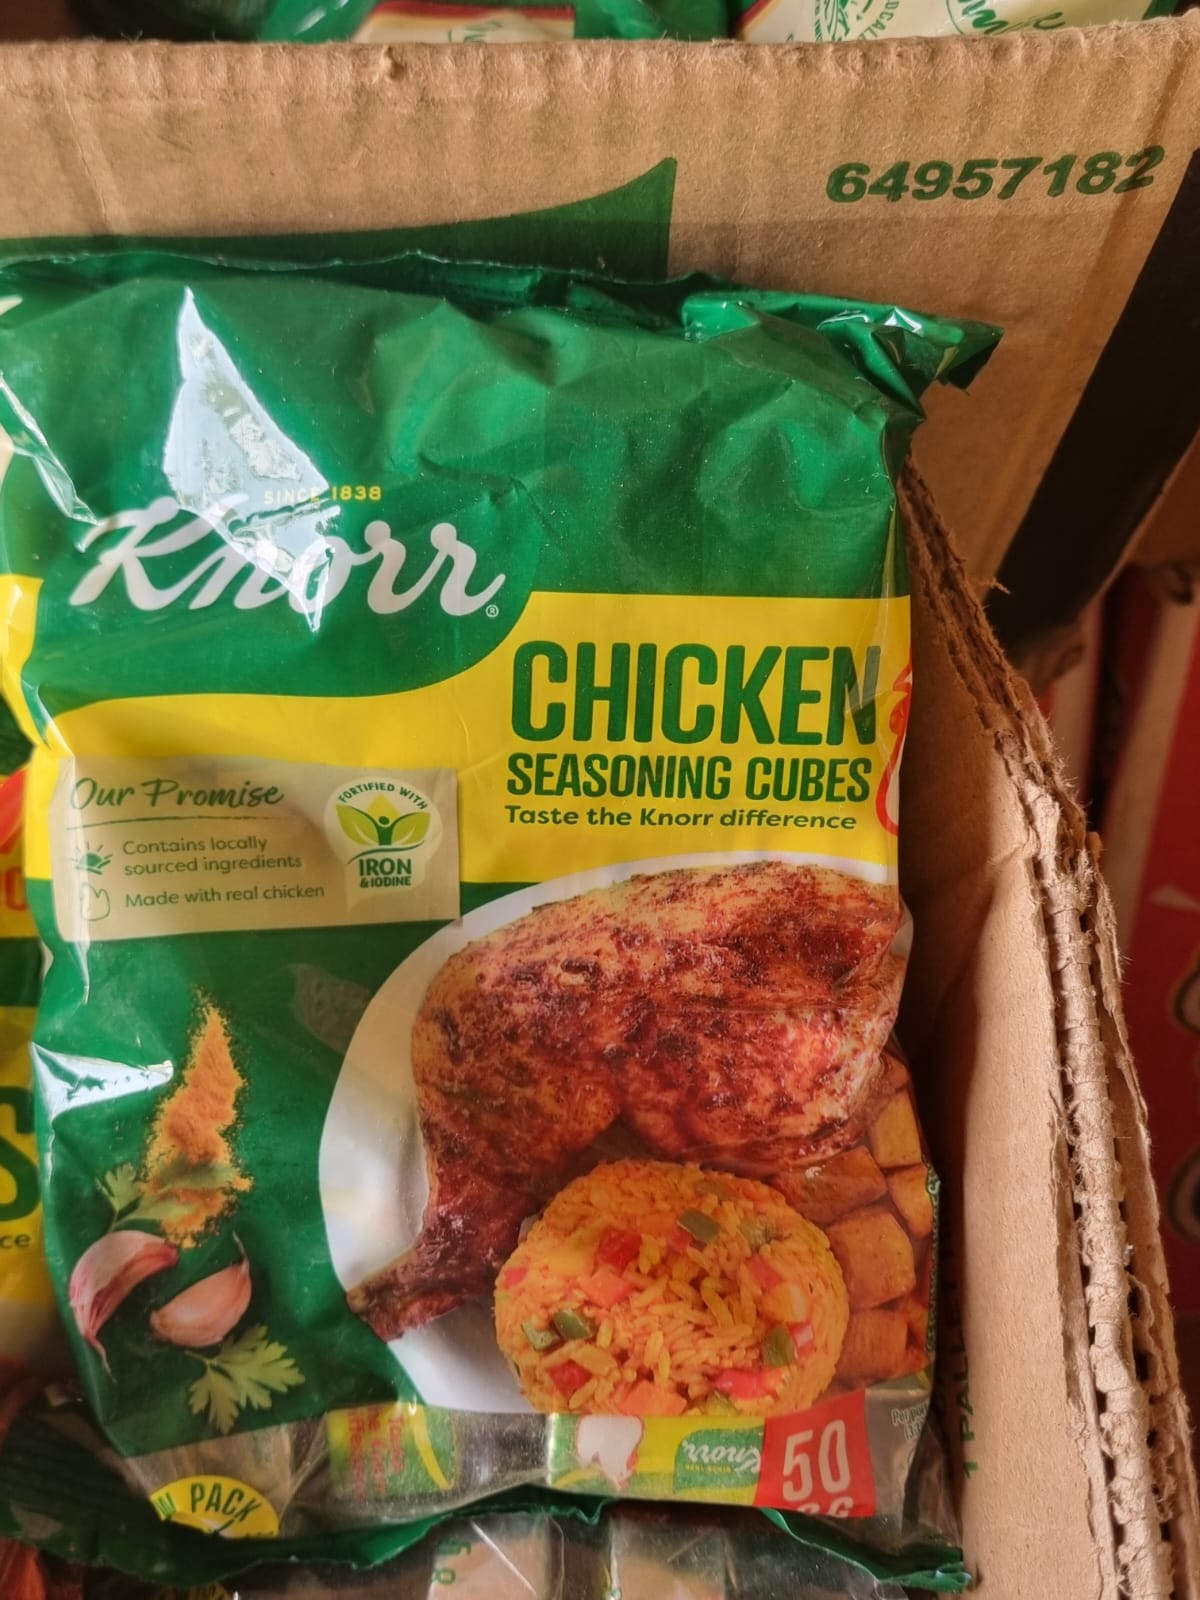 64957182
SINCE 1838
Knorr®
CHICKEN
SEASONING CUBES
Taste the Knorr difference
Our Promise
Contains locally
sourced ingredients
Made with real chicken
FORTIFIED WITH
IRON
& IODINE
Knorr
50
PACK